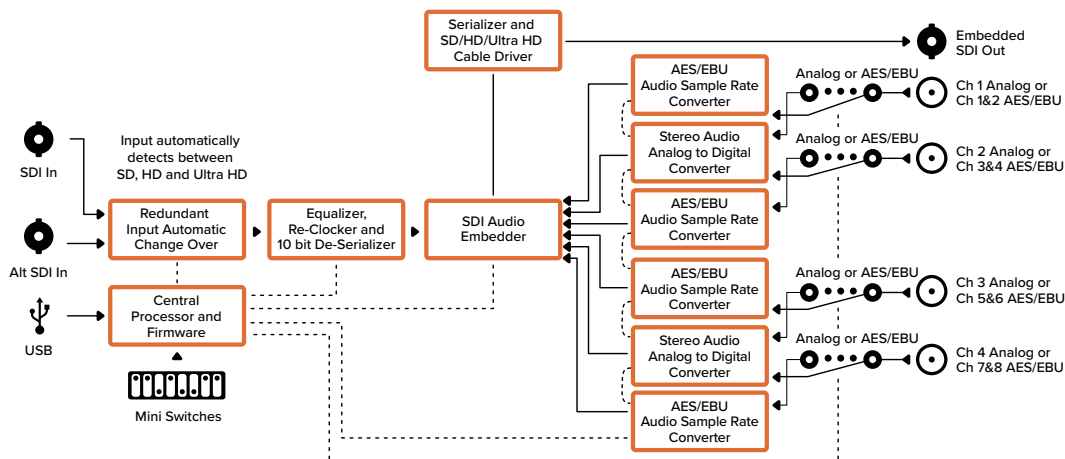 Serializer and
SD/HD/Ultra HD
Cable Driver
Embedded
SDI Out
AES/EBU
Audio Sample Rate
Converter
Analog or AES/EBU
Ch 1 Analog or
Ch 1&2 AES/EBU
SDI In
Input automatically
detects between
SD, HD and Ultra HD
Stereo Audio
Analog to Digital
Converter
Analog or AES/EBU
Ch 2 Analog or
Ch 3&4 AES/EBU
Alt SDI In
Redundant
Input Automatic
Change Over
Equalizer,
Re-Clocker and
10 bit De-Serializer
SDI Audio
Embedder
AES/EBU
Audio Sample Rate
Converter
USB
Central
Processor and
Firmware
AES/EBU
Audio Sample Rate
Converter
Analog or AES/EBU
Ch 3 Analog or
Ch 5&6 AES/EBU
Stereo Audio
Analog to Digital
Converter
Analog or AES/EBU
Ch 4 Analog or
Ch 7&8 AES/EBU
Mini Switches
AES/EBU
Audio Sample Rate
Converter